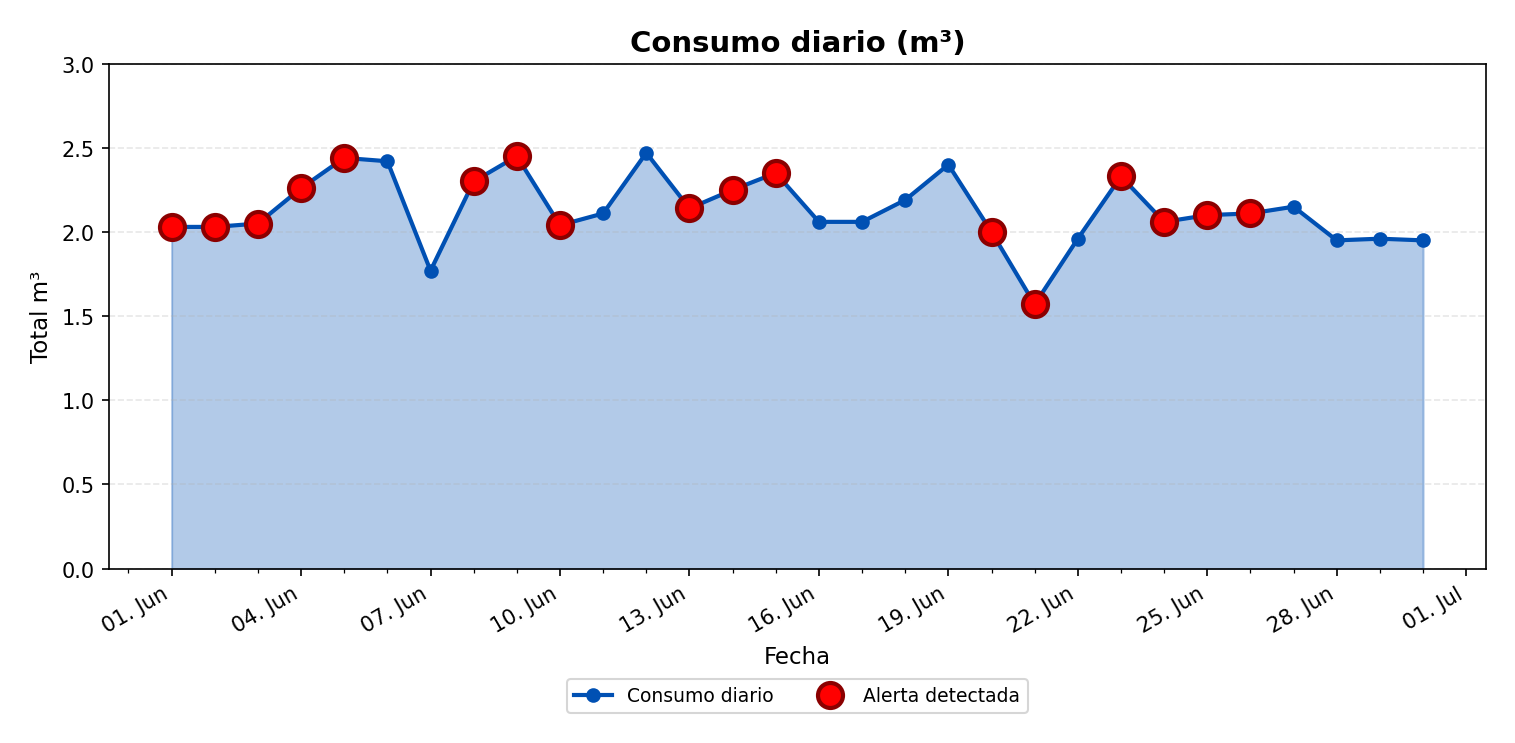 Consumo diario (m³)
3.0
2.5
2.0
1.5
1.0
0.5
0.0
Total m³
01. Jun
04. Jun
07. Jun
10. Jun
13. Jun
16. Jun
19. Jun
22. Jun
25. Jun
28. Jun
01. Jul
Fecha
Consumo diario
Alerta detectada